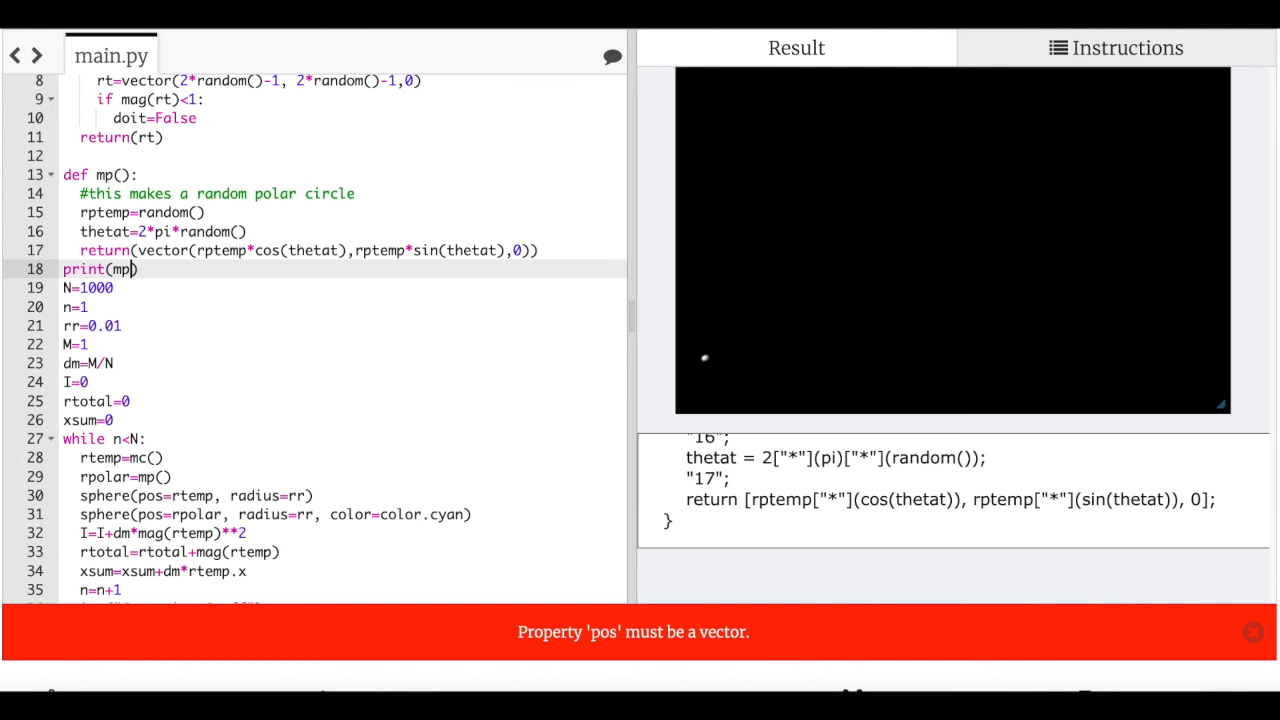 main.py
Result
Instructions
8 rt=vector(2*random()-1, 2*random()-1,0)
9 if mag(rt)<1:
10 doit=False
11 return(rt)
12
13 def mp():
14 #this makes a random polar circle
15 rptemp=random()
16 thetat=2*pi*random()
17 return(vector(rptemp*cos(thetat),rptemp*sin(thetat),0))
18 print(mp)
19 N=1000
20 n=1
21 rr=0.01
22 M=1
23 dm=M/N
24 I=0
25 rtotal=0
26 xsum=0
27 while n<N:
28 rtemp=mc()
29 rpolar=mp()
30 sphere(pos=rtemp, radius=rr)
31 sphere(pos=rpolar, radius=rr, color=color.cyan)
32 I=I+dm*mag(rtemp)**2
33 rtotal=rtotal+mag(rtemp)
34 xsum=xsum+dm*rtemp.x
35 n=n+1
"16";
thetat = 2["*"](pi)["*"](random());
"17";
return [rptemp["*"](cos(thetat)), rptemp["*"](sin(thetat)), 0];
}
Property 'pos' must be a vector.